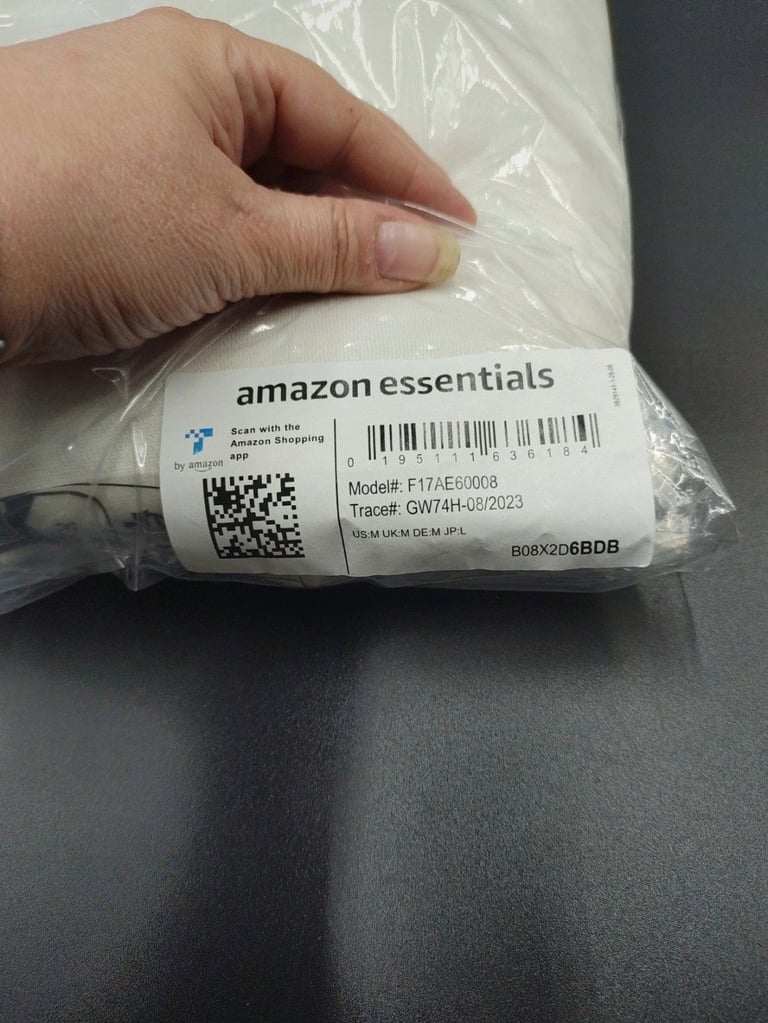 amazon essentials
Scan with the
Amazon Shopping
app
by amazon
0 195111 636184
Model#: F17AE60008
Trace#: GW74H-08/2023
US:M UK:M DE:M JP:L
B08X2D6BDB